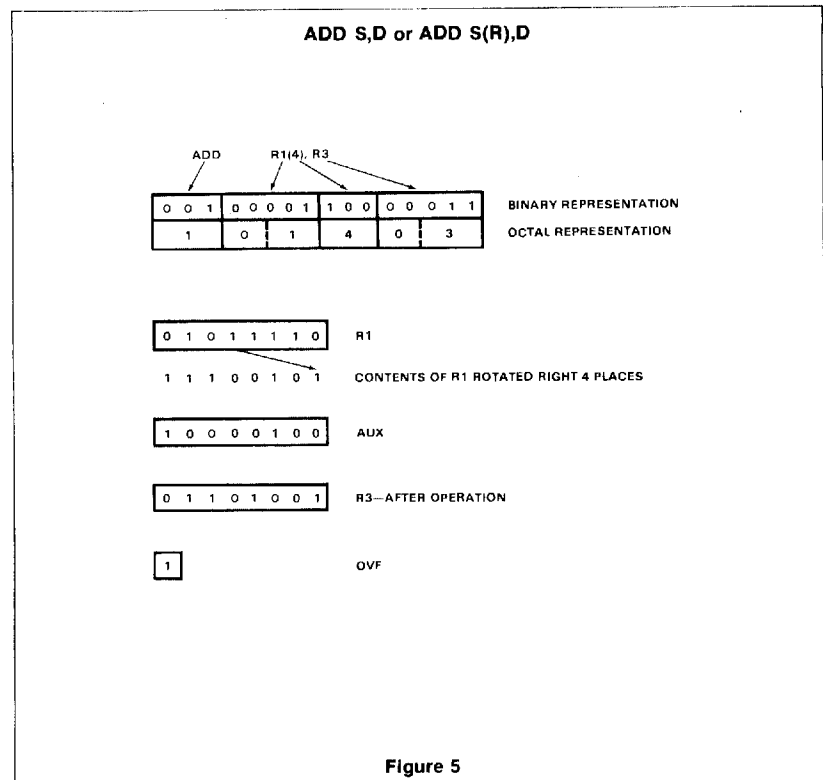 ADD S,D or ADD S(R),D
ADD R1(4), R3
0 0 1 0 0 0 0 1 1 0 0 0 0 0 1 1 BINARY REPRESENTATION
1 0 1 4 0 3 OCTAL REPRESENTATION
0 1 0 1 1 1 1 0 R1
1 1 1 0 0 1 0 1 CONTENTS OF R1 ROTATED RIGHT 4 PLACES
1 0 0 0 0 1 0 0 AUX
0 1 1 0 1 0 0 1 R3—AFTER OPERATION
1 OVF
Figure 5